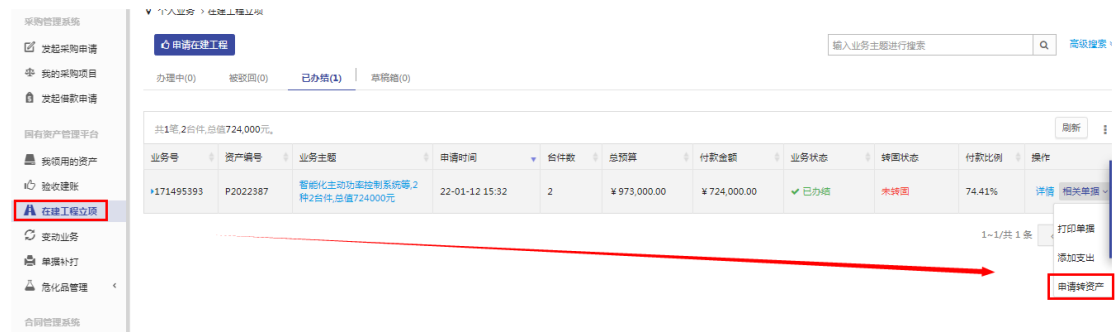 采购管理系统
发起采购申请
我的采购项目
发起借款申请
国有资产管理平台
我领用的资产
验收建账
在建工程立项
变动业务
单据补打
危化品管理
合同管理系统
个人业务 > 在建工程立项
申请在建工程
输入业务主题进行搜索
高级搜索
办理中(0) 被驳回(0) 已办结(1) 草稿箱(0)
共1笔,2台件,总值724,000元。
刷新
业务号 资产编号 业务主题 申请时间 台件数 总预算 付款金额 业务状态 转固状态 付款比例 操作
171495393 P2022387 智能化主动功率控制系统等,2
种2台件,总值724000元 22-01-12 15:32 2 ¥973,000.00 ¥724,000.00 已办结 未转固 74.41% 详情 相关单据
1~1/共 1 条
打印单据
添加支出
申请转资产